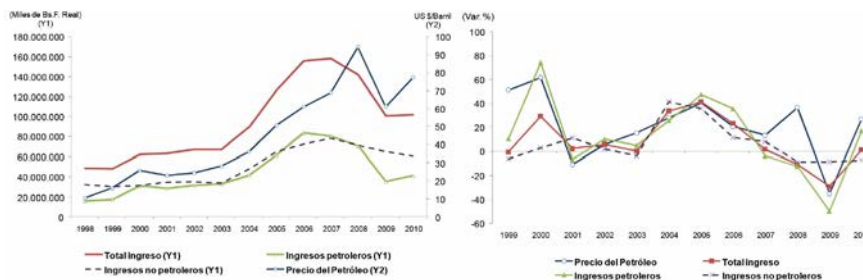 (Miles de Bs.F. Real)
(Y1)
US $/Barril
(Y2)
180.000.000
160.000.000
140.000.000
120.000.000
100.000.000
80.000.000
60.000.000
40.000.000
20.000.000
0
100
90
80
70
60
50
40
30
20
10
0
1998 1999 2000 2001 2002 2003 2004 2005 2006 2007 2008 2009 2010
Total Ingreso (Y1)
Ingresos petroleros (Y1)
Ingresos no petroleros (Y1)
Precio del Petróleo (Y2)
(Var. %)
100
80
60
40
20
0
-20
-40
-60
1999 2000 2001 2002 2003 2004 2005 2006 2007 2008 2009
Precio del Petróleo
Total ingreso
Ingresos petroleros
Ingresos no petroleros